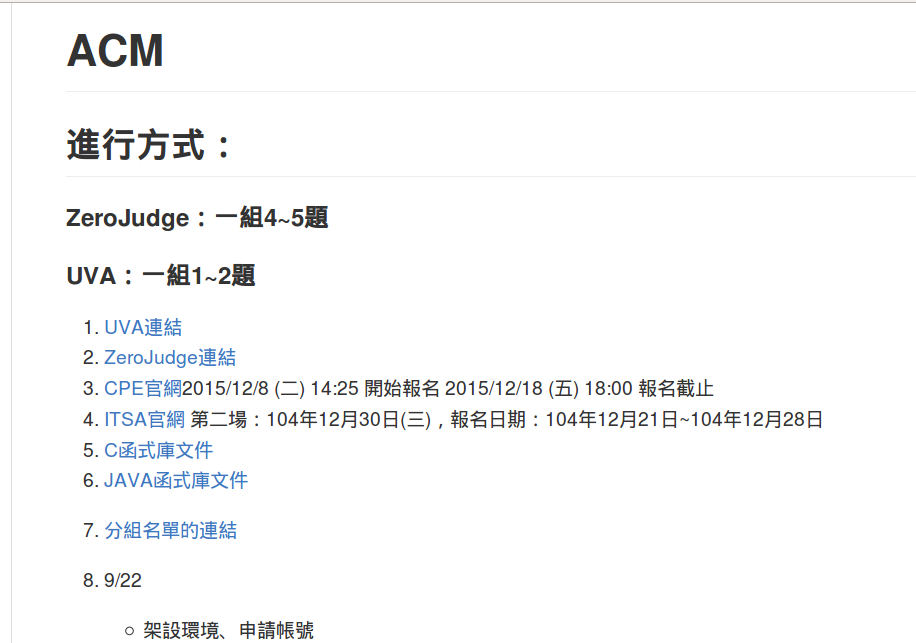 ACM
進行方式：
ZeroJudge：一組4~5題
UVA：一組1~2題
1. UVA連結
2. ZeroJudge連結
3. CPE官網2015/12/8 (二) 14:25 開始報名 2015/12/18 (五) 18:00 報名截止
4. ITSA官網 第二場：104年12月30日(三)，報名日期：104年12月21日~104年12月28日
5. C函式庫文件
6. JAVA函式庫文件
7. 分組名單的連結
8. 9/22
○ 架設環境、申請帳號